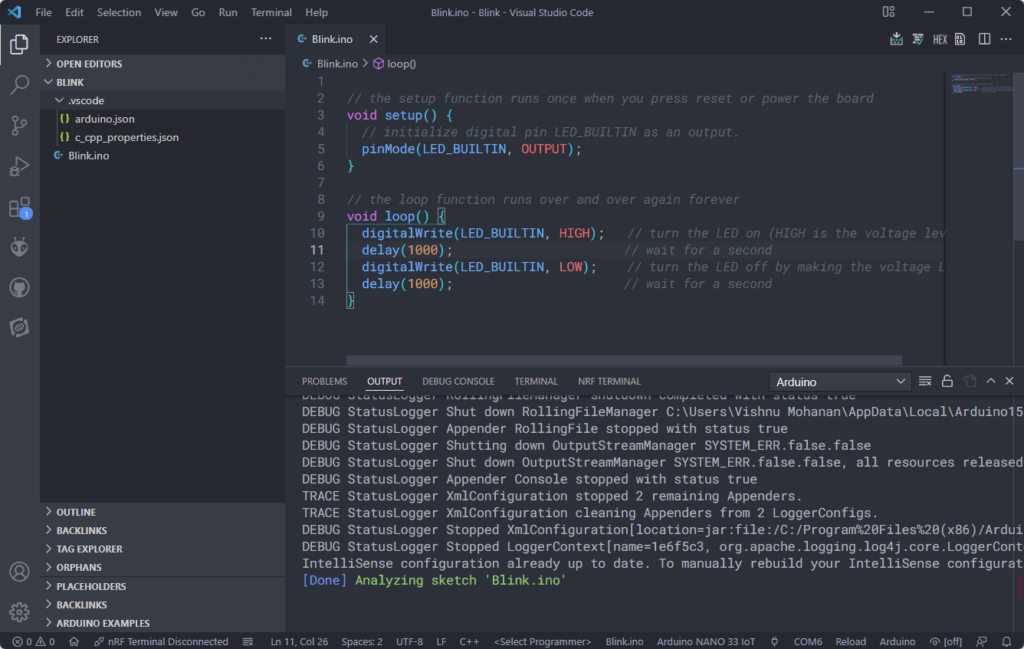 File Edit Selection View Go Run Terminal Help
Blink.ino - Blink - Visual Studio Code
EXPLORER
OPEN EDITORS
BLINK
.vscode
{} arduino.json
{} c_cpp_properties.json
Blink.ino
OUTLINE
BACKLINKS
TAG EXPLORER
ORPHANS
PLACEHOLDERS
BACKLINKS
ARDUINO EXAMPLES
1
Blink.ino
HEX
Blink.ino > loop()
1
2 // the setup function runs once when you press reset or power the board
3 void setup() {
4 // initialize digital pin LED_BUILTIN as an output.
5 pinMode(LED_BUILTIN, OUTPUT);
6 }
7
8 // the loop function runs over and over again forever
9 void loop() {
10 digitalWrite(LED_BUILTIN, HIGH); // turn the LED on (HIGH is the voltage lev
11 delay(1000); // wait for a second
12 digitalWrite(LED_BUILTIN, LOW); // turn the LED off by making the voltage L
13 delay(1000); // wait for a second
14 }
PROBLEMS OUTPUT DEBUG CONSOLE TERMINAL NRF TERMINAL Arduino
DEBUG StatusLogger RollingFileManager shutdown completed with status true
DEBUG StatusLogger Shut down RollingFileManager C:\Users\Vishnu Mohanan\AppData\Local\Arduino15
DEBUG StatusLogger Appender RollingFile stopped with status true
DEBUG StatusLogger Shutting down OutputStreamManager SYSTEM_ERR.false.false
DEBUG StatusLogger Shut down OutputStreamManager SYSTEM_ERR.false.false, all resources released
DEBUG StatusLogger Appender Console stopped with status true
TRACE StatusLogger XmlConfiguration stopped 2 remaining Appenders.
TRACE StatusLogger XmlConfiguration cleaning Appenders from 2 LoggerConfigs.
DEBUG StatusLogger Stopped XmlConfiguration[location=jar:file:/C:/Program%20Files%20(x86)/Ardui
DEBUG StatusLogger Stopped LoggerContext[name=1e6f5c3, org.apache.logging.log4j.core.LoggerCont
IntelliSense configuration already up to date. To manually rebuild your IntelliSense configurat
[Done] Analyzing sketch 'Blink.ino'
0 0 nRF Terminal Disconnected Ln 11, Col 26 Spaces: 2 UTF-8 LF C++ <Select Programmer> Blink.ino Arduino NANO 33 IoT COM6 Reload Arduino [off]